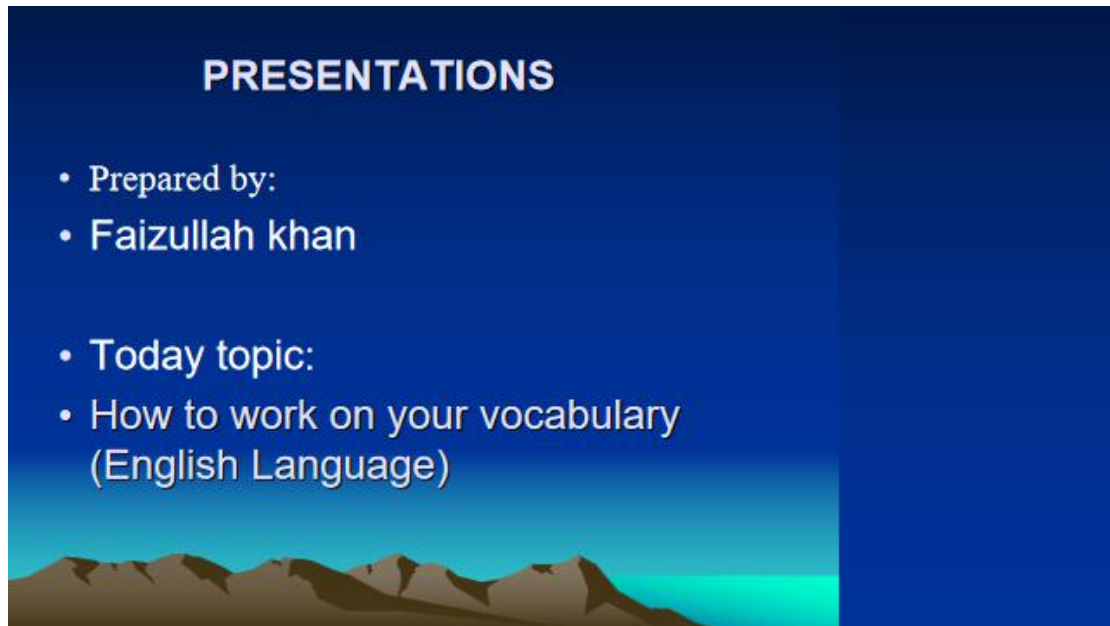 PRESENTATIONS
• Prepared by:
• Faizullah khan
• Today topic:
• How to work on your vocabulary
(English Language)